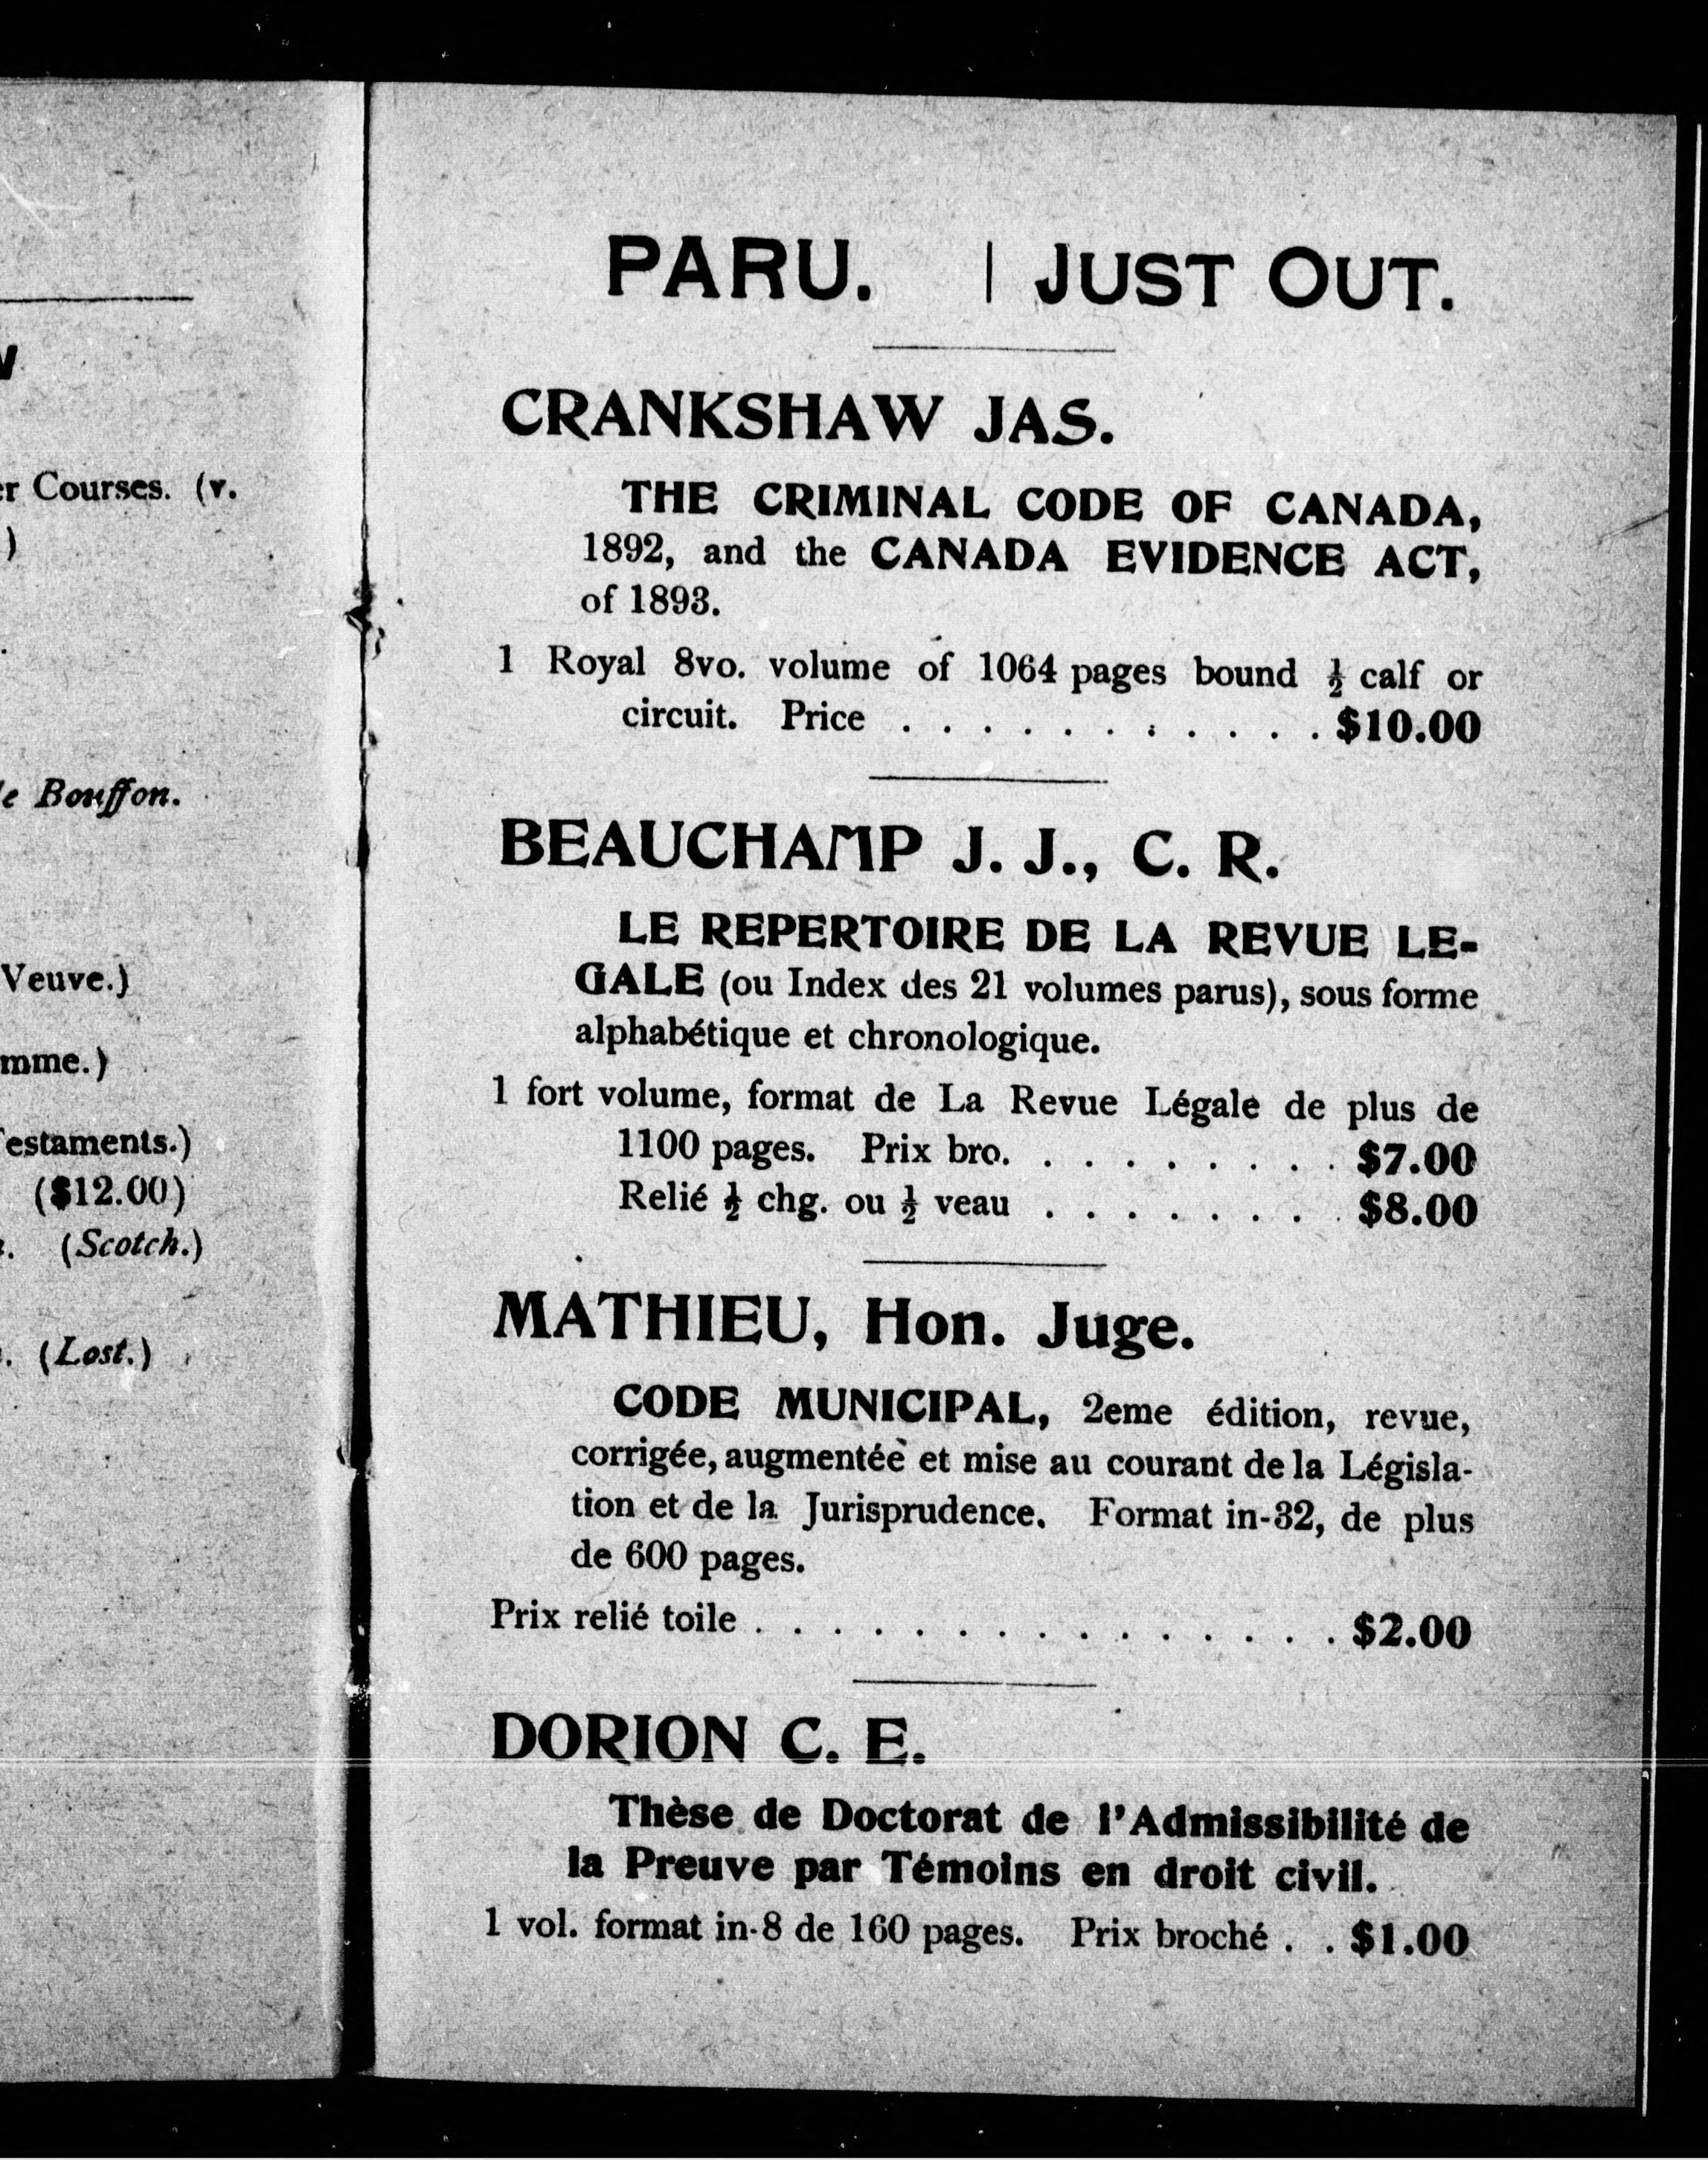 er Courses. (v.
)
e Bouffon.
Veuve.)
mme.)
estaments.)
($12.00)
(Scotch.)
(Lost.)
PARU. | JUST OUT.
CRANKSHAW JAS.
THE CRIMINAL CODE OF CANADA,
1892, and the CANADA EVIDENCE ACT,
of 1893.
1 Royal 8vo. volume of 1064 pages bound ½ calf or
circuit. Price . . . . . . . . . . . $10.00
BEAUCHAMP J. J., C. R.
LE REPERTOIRE DE LA REVUE LE-
GALE (ou Index des 21 volumes parus), sous forme
alphabétique et chronologique.
1 fort volume, format de La Revue Légale de plus de
1100 pages. Prix bro. . . . . . . . . $7.00
Relié ½ chg. ou ½ veau . . . . . . . . $8.00
MATHIEU, Hon. Juge.
CODE MUNICIPAL, 2eme édition, revue,
corrigée, augmentée et mise au courant de la Législa-
tion et de la Jurisprudence. Format in-32, de plus
de 600 pages.
Prix relié toile . . . . . . . . . . . . . . . $2.00
DORION C. E.
Thèse de Doctorat de l'Admissibilité de
la Preuve par Témoins en droit civil.
1 vol. format in-8 de 160 pages. Prix broché . . $1.00